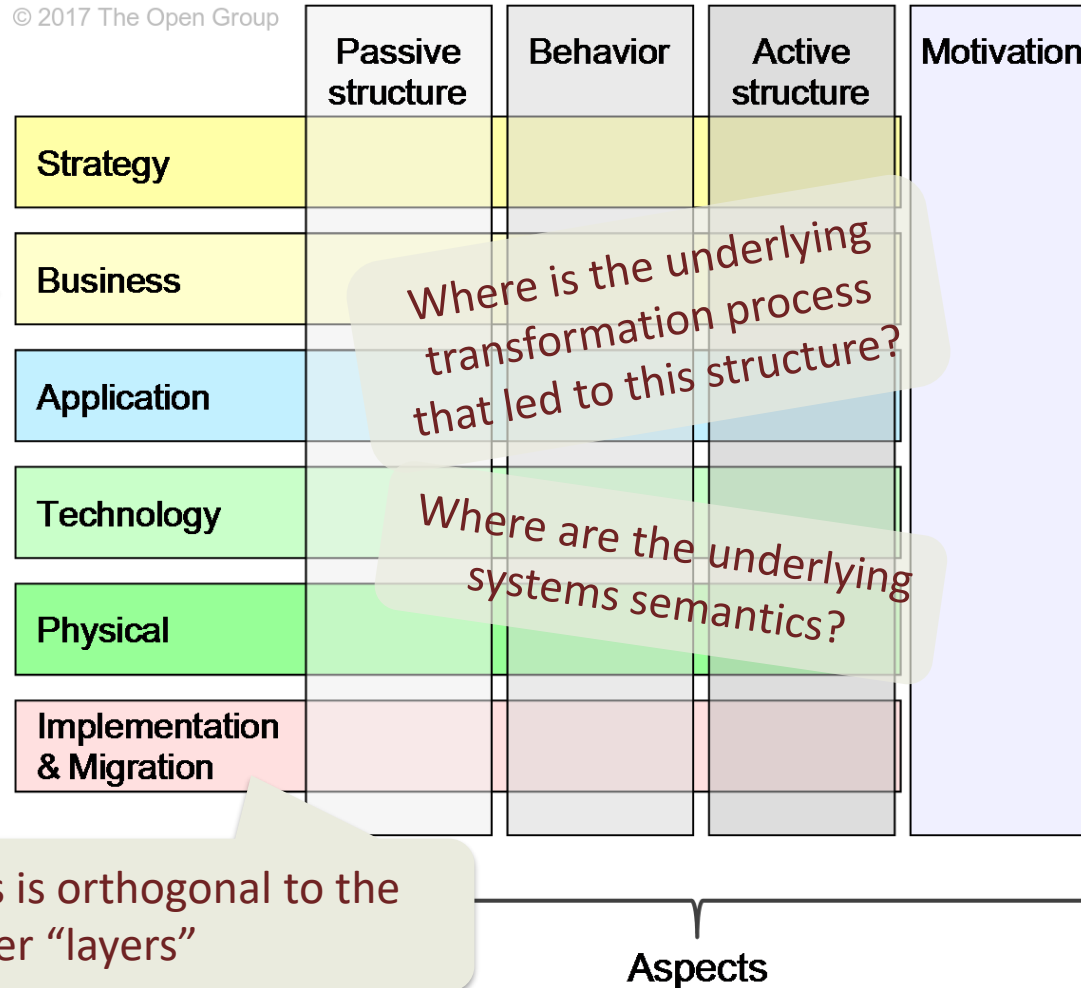 © 2017 The Open Group
Passive
structure
Behavior
Active
structure
Motivation
Strategy
Business
Application
Technology
Physical
Implementation
& Migration
Where is the underlying
transformation process
that led to this structure?
Where are the underlying
systems semantics?
is orthogonal to the
“layers”
Aspects